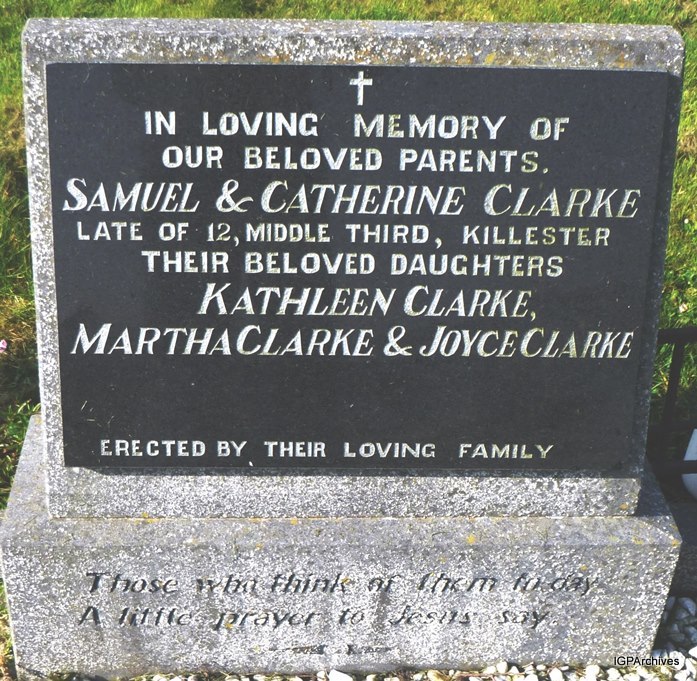 IN LOVING MEMORY OF
OUR BELOVED PARENTS.
SAMUEL & CATHERINE CLARKE
LATE OF 12, MIDDLE THIRD, KILLESTER
THEIR BELOVED DAUGHTERS
KATHLEEN CLARKE,
MARTHA CLARKE & JOYCE CLARKE
ERECTED BY THEIR LOVING FAMILY
Those who think of them to-day
A little prayer to Jesus say.
IGPArchives